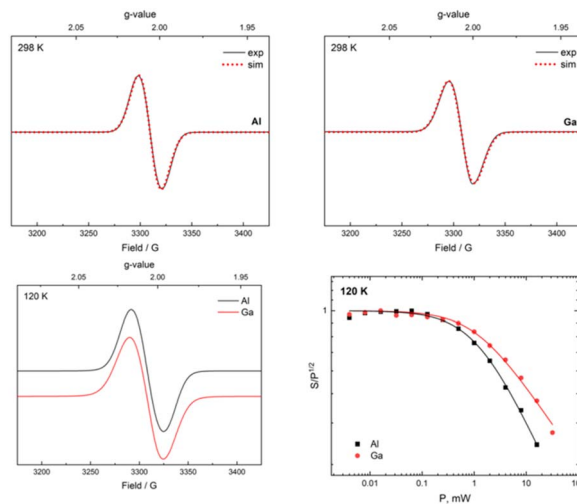 g-value
2.05 2.00 1.95
298 K
exp
sim
Al
3200 3250 3300 3350 3400
Field / G
g-value
2.05 2.00 1.95
298 K
exp
sim
Ga
3200 3250 3300 3350 3400
Field / G
g-value
2.05 2.00 1.95
120 K
Al
Ga
3200 3250 3300 3350 3400
Field / G
120 K
1
S/P1/2
Al
Ga
0.01 0.1 1 10 100
P, mW